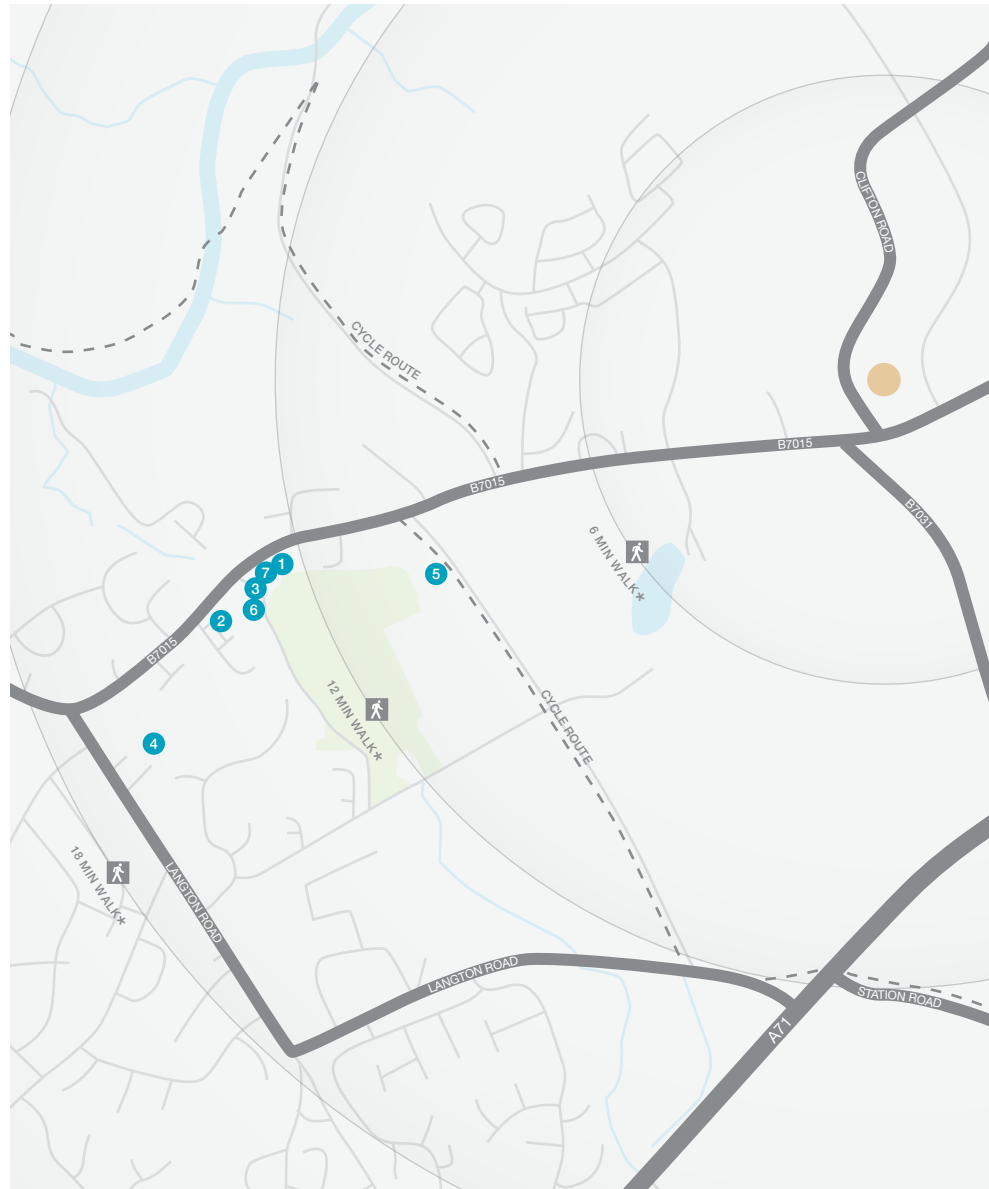 CLIFTON ROAD
CYCLE ROUTE
B7015
B7015
B7031
6 MIN WALK*
1
7
3
5
6
2
B7015
12 MIN WALK*
CYCLE ROUTE
4
18 MIN WALK*
LANGTON ROAD
LANGTON ROAD
STATION ROAD
A71